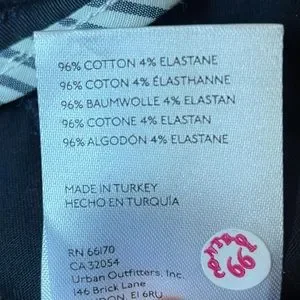 96% COTTON 4% ELASTANE
96% COTON 4% ÉLASTHANNE
96% BAUMWOLLE 4% ELASTAN
96% COTONE 4% ELASTAN
96% ALGODÓN 4% ELASTANE
MADE IN TURKEY
HECHO EN TURQUÍA
RN 66170
CA 32054
Urban Outfitters, Inc.
146 Brick Lane
LONDON, E1 6RU